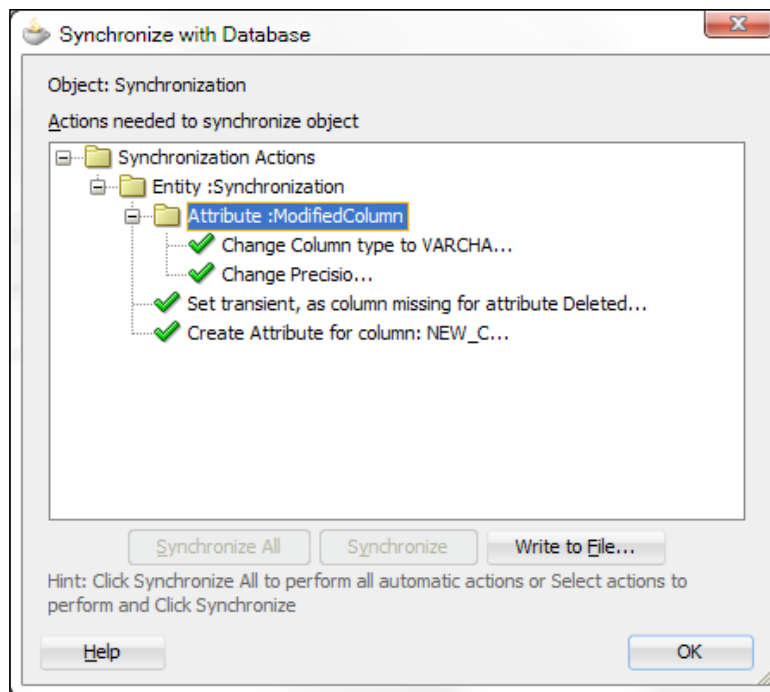 Synchronize with Database
Object: Synchronization
Actions needed to synchronize object
Synchronization Actions
Entity :Synchronization
Attribute :ModifiedColumn
Change Column type to VARCHA...
Change Precisio...
Set transient, as column missing for attribute Deleted...
Create Attribute for column: NEW_C...
Synchronize All Synchronize Write to File...
Hint: Click Synchronize All to perform all automatic actions or Select actions to
perform and Click Synchronize
Help OK